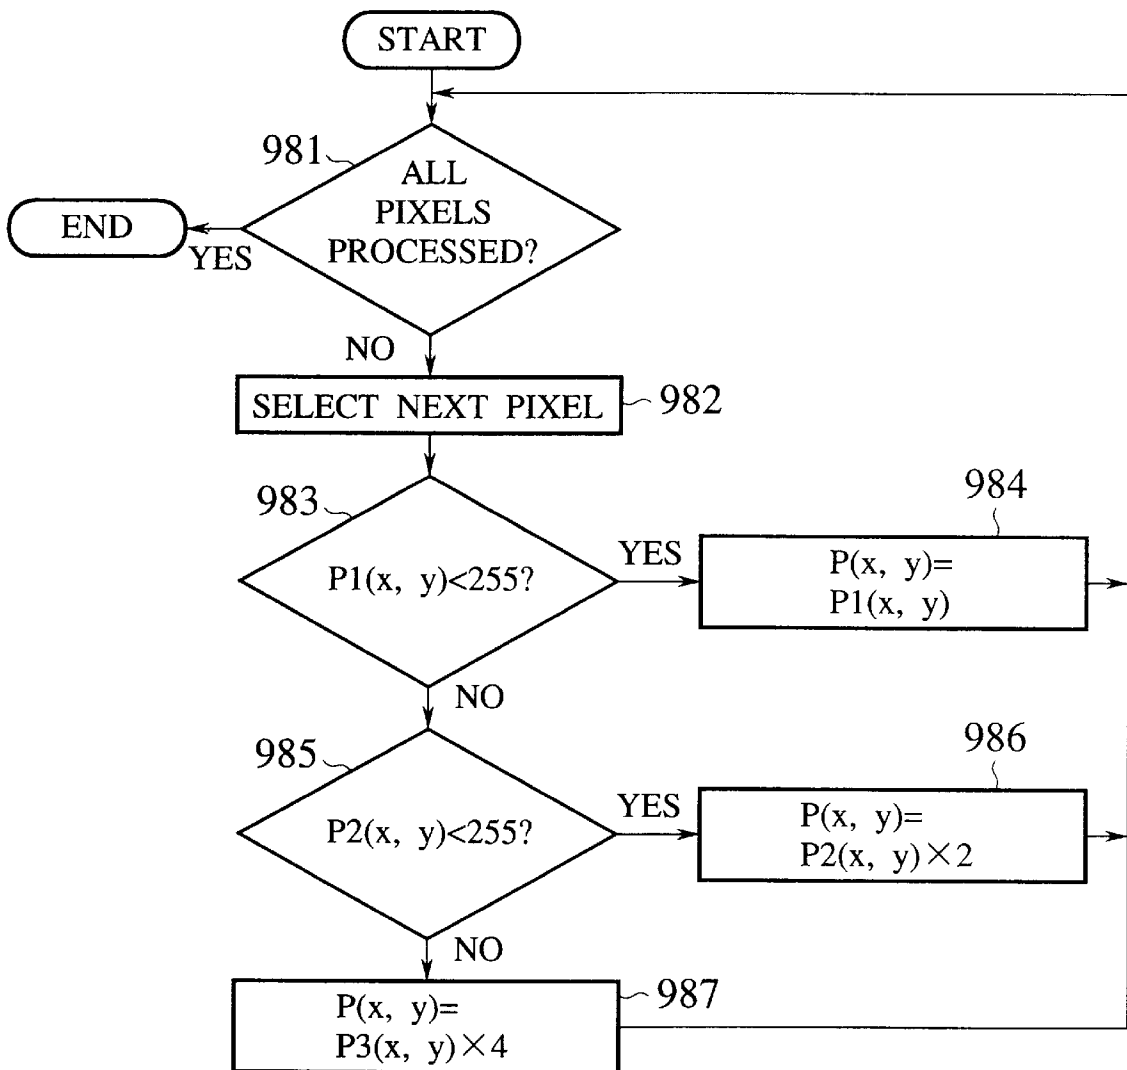 START
981
ALL
PIXELS
PROCESSED?
END
YES
NO
SELECT NEXT PIXEL
982
983
P1(x, y)<255?
YES
984
P(x, y)=
P1(x, y)
NO
985
P2(x, y)<255?
YES
986
P(x, y)=
P2(x, y)×2
NO
987
P(x, y)=
P3(x, y)×4